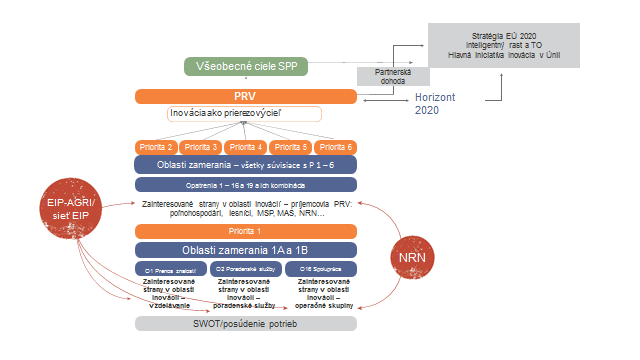 Stratégia EÚ 2020
Inteligentný rast a TO
Hlavná iniciatíva Inovácia v Únii
Všeobecné ciele SPP
Partnerská
dohoda
PRV
Horizont
2020
Inovácia ako prierezový cieľ
Priorita 2
Priorita 3
Priorita 4
Priorita 5
Priorita 6
Oblasti zamerania – všetky súvisiace s P 1 – 6
Opatrenia 1 – 16 a 19 a ich kombinácia
EIP-AGRI/
sieť EIP
Zainteresované strany v oblasti inovácií – príjemcovia PRV:
poľnohospodári, lesníci, MSP, MAS, NRN...
Priorita 1
Oblasti zamerania 1A a 1B
NRN
O1 Prenos znalostí
O2 Poradenské služby
O16 Spolupráca
Zainteresované
strany v oblasti
inovácií –
vzdelávanie
Zainteresované
strany v oblasti
inovácií –
poradenské služby
Zainteresované
strany v oblasti
inovácií –
operačné skupiny
SWOT/posúdenie potrieb